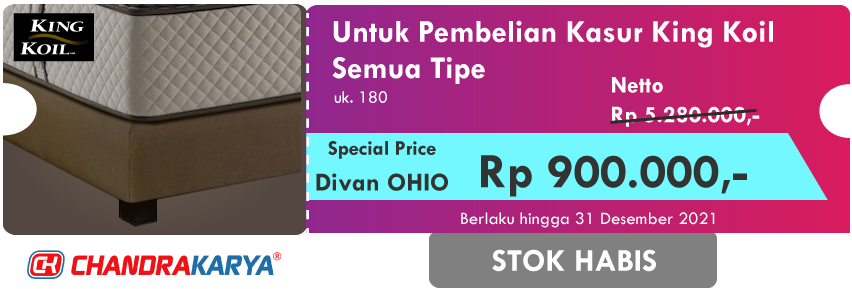 KING
KOIL
Untuk Pembelian Kasur King Koil
Semua Tipe
uk. 180
Netto
Rp 5.280.000,-
Special Price
Divan OHIO
Rp 900.000,-
Berlaku hingga 31 Desember 2021
CK CHANDRAKARYA®
STOK HABIS